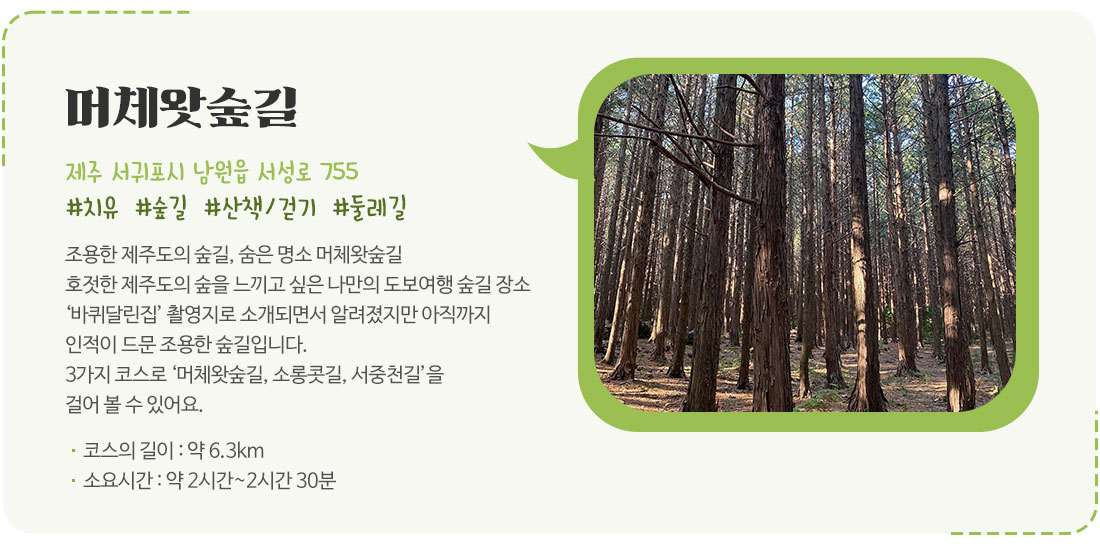 머체왓숲길
제주 서귀포시 남원읍 서성로 755
#치유 #숲길 #산책/걷기 #둘레길
조용한 제주도의 숲길, 숨은 명소 머체왓숲길
호젓한 제주도의 숲을 느끼고 싶은 나만의 도보여행 숲길 장소
‘바퀴달린집’ 촬영지로 소개되면서 알려졌지만 아직까지
인적이 드문 조용한 숲길입니다.
3가지 코스로 ‘머체왓숲길, 소롱콧길, 서중천길’을
걸어 볼 수 있어요.
· 코스의 길이 : 약 6.3km
· 소요시간 : 약 2시간~2시간 30분